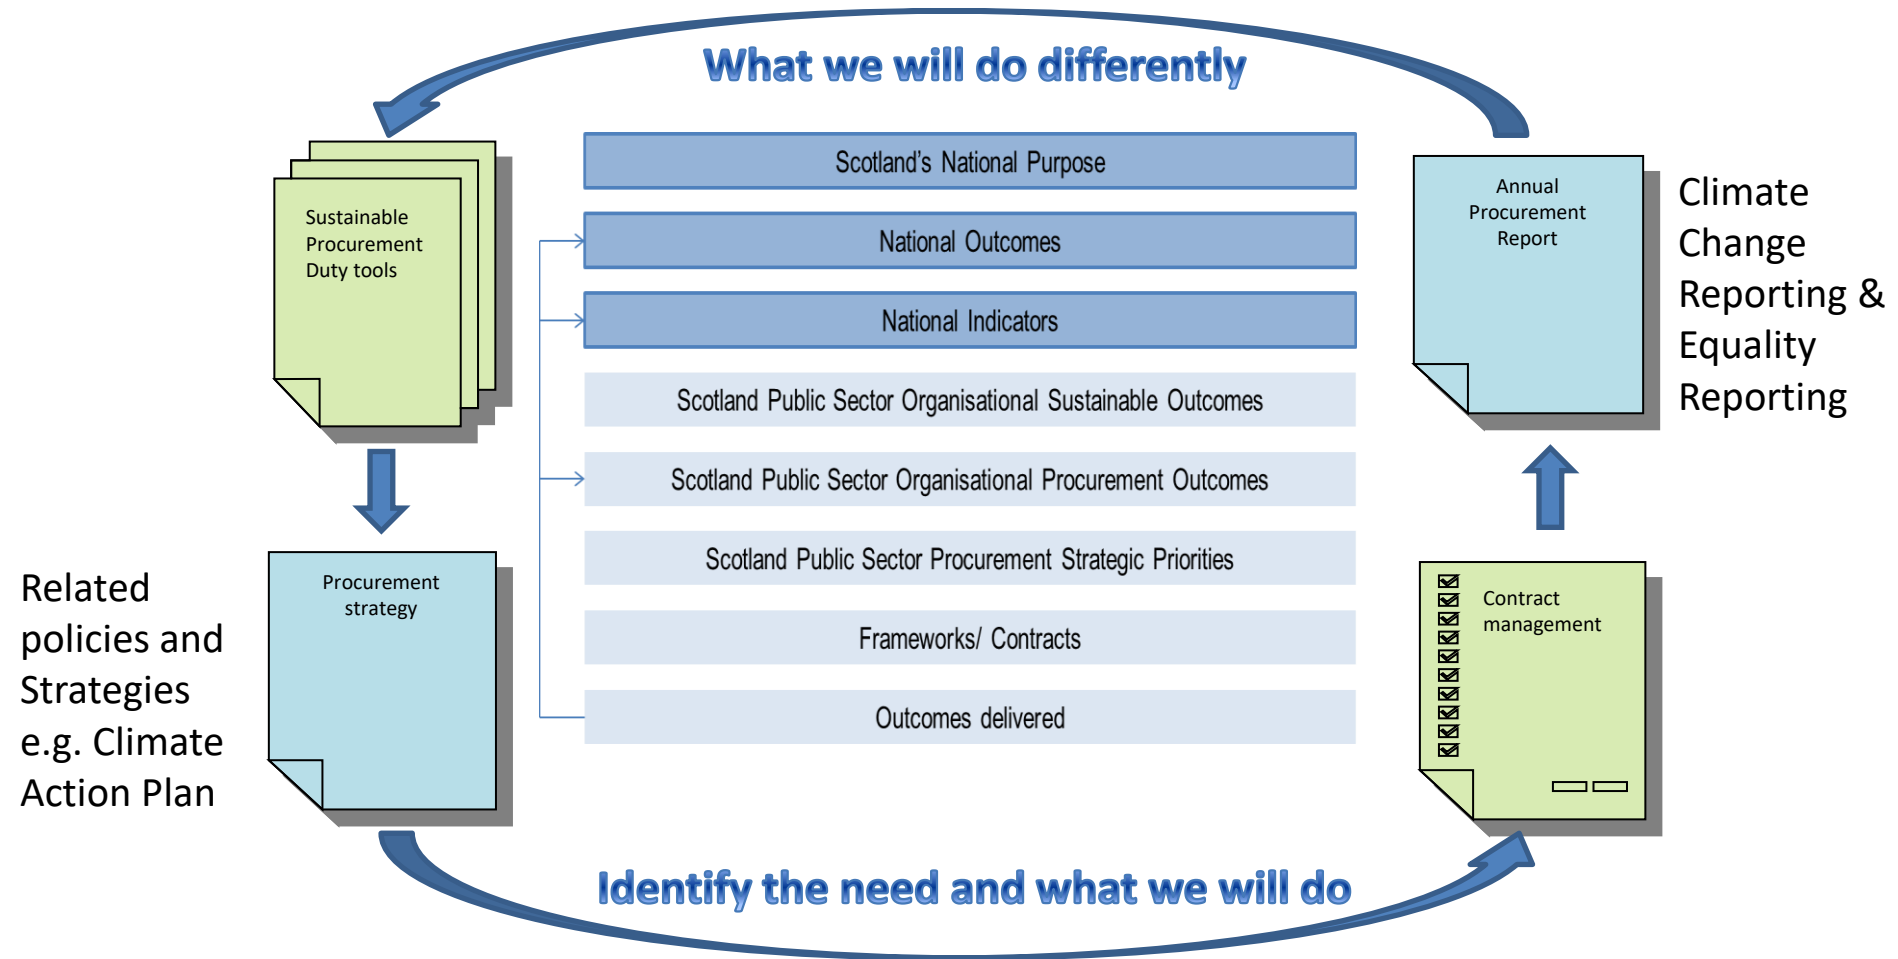 What we will do differently
Sustainable
Procurement
Duty tools
Scotland's National Purpose
National Outcomes
National Indicators
Scotland Public Sector Organisational Sustainable Outcomes
Scotland Public Sector Organisational Procurement Outcomes
Scotland Public Sector Procurement Strategic Priorities
Frameworks/ Contracts
Outcomes delivered
Annual
Procurement
Report
Climate
Change
Reporting &
Equality
Reporting
Related
policies and
Strategies
e.g. Climate
Action Plan
Procurement
strategy
Contract
management
Identify the need and what we will do